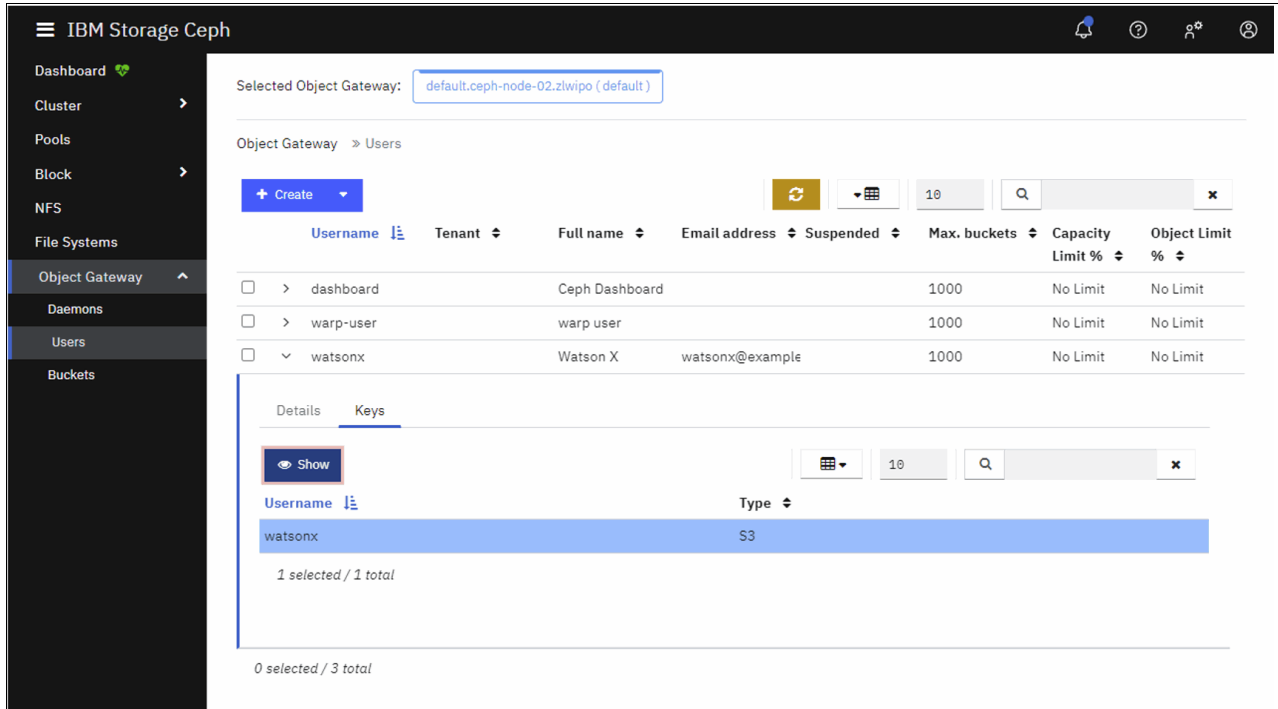 IBM Storage Ceph
Dashboard
Cluster
Pools
Block
NFS
File Systems
Object Gateway
Daemons
Users
Buckets
Selected Object Gateway: default.ceph-node-02.zlwipo ( default )
Object Gateway » Users
+ Create
10
Username Tenant Full name Email address Suspended Max. buckets Capacity Limit % Object Limit %
dashboard Ceph Dashboard 1000 No Limit No Limit
warp-user warp user 1000 No Limit No Limit
watsonx Watson X watsonx@example 1000 No Limit No Limit
Details Keys
Show 10
Username Type
watsonx S3
1 selected / 1 total
0 selected / 3 total